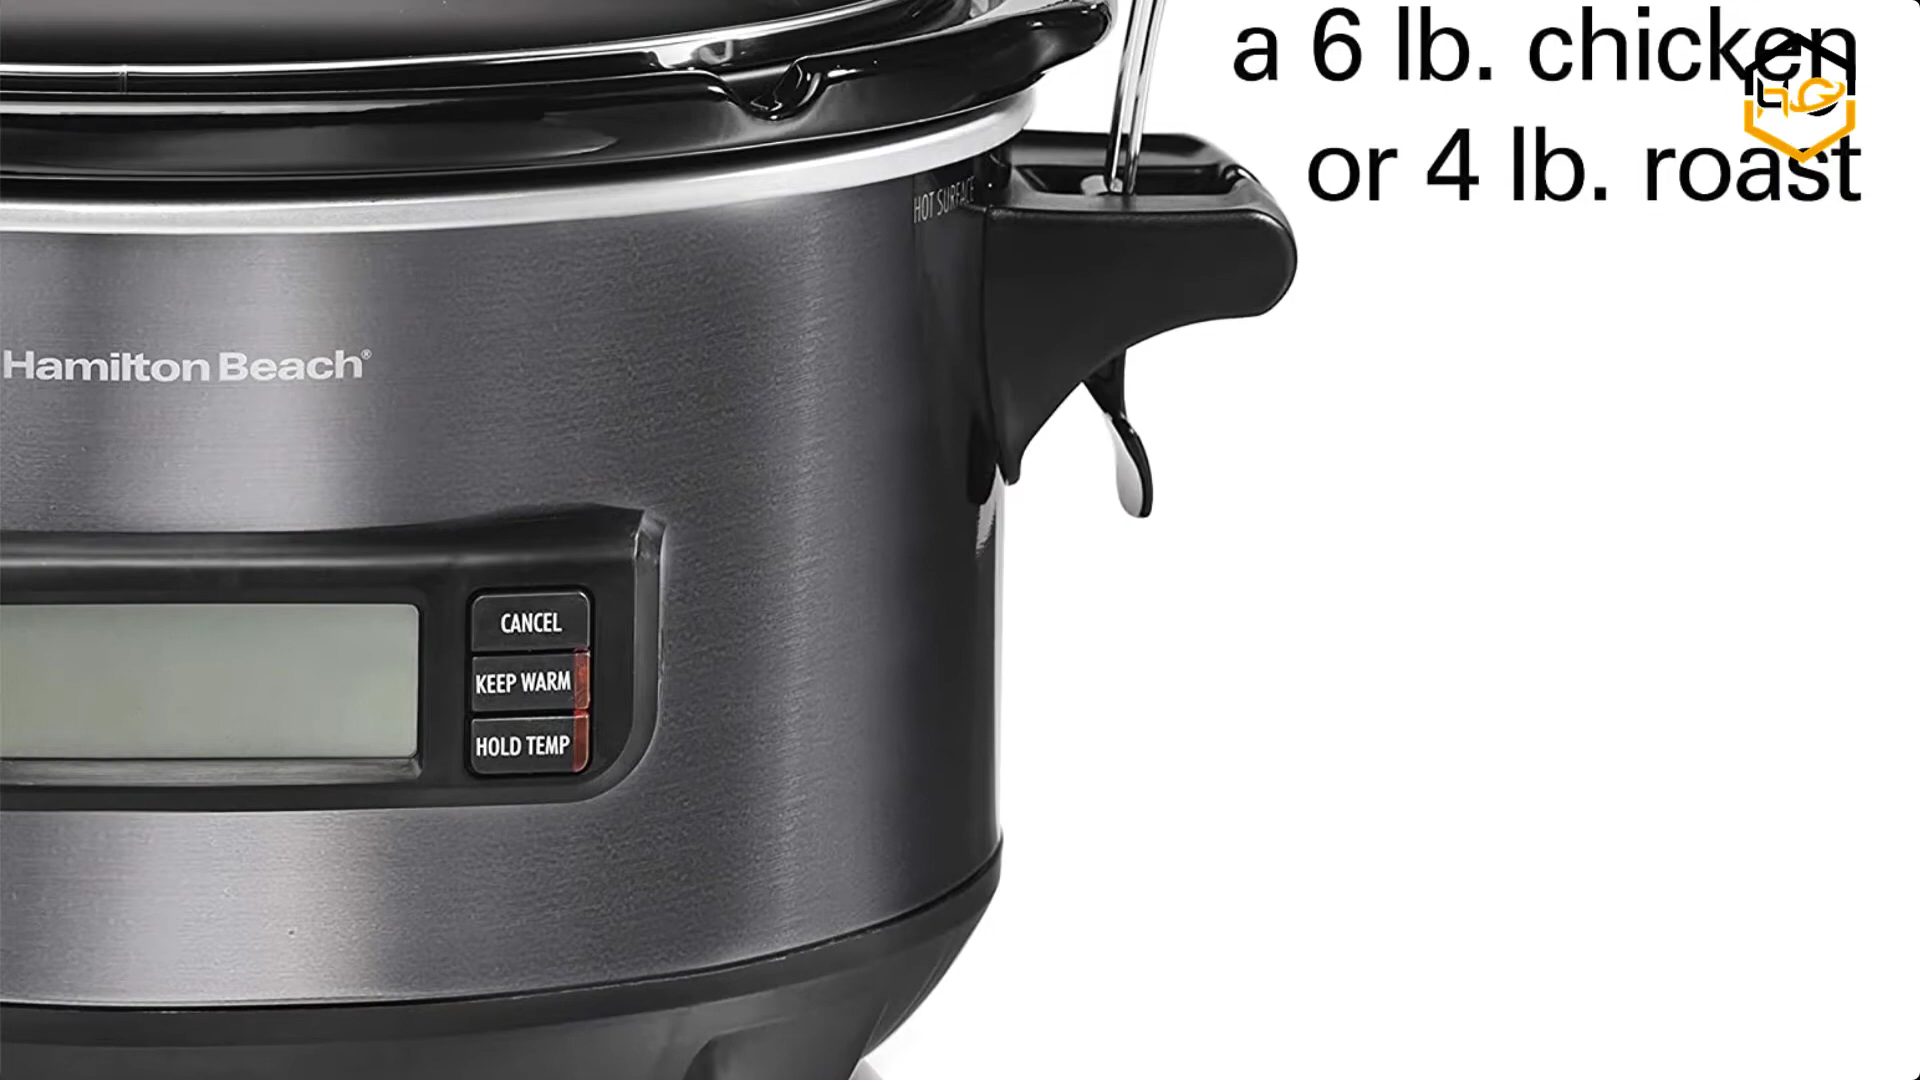 a 6 lb. chicken
or 4 lb. roast
HOT SURFACE
Hamilton Beach®
CANCEL
KEEP WARM
HOLD TEMP